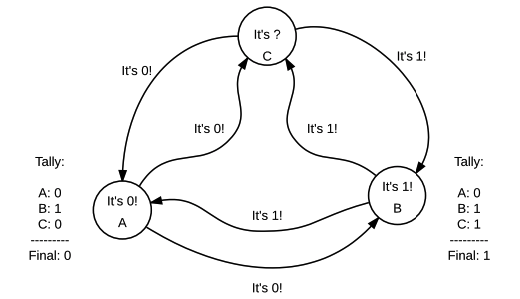 It's ?
C
It's 0!
It's 1!
It's 0!
It's 1!
Tally:
A: 0
B: 1
C: 0
---------
Final: 0
It's 0!
A
It's 1!
It's 1!
B
Tally:
A: 0
B: 1
C: 1
---------
Final: 1
It's 0!